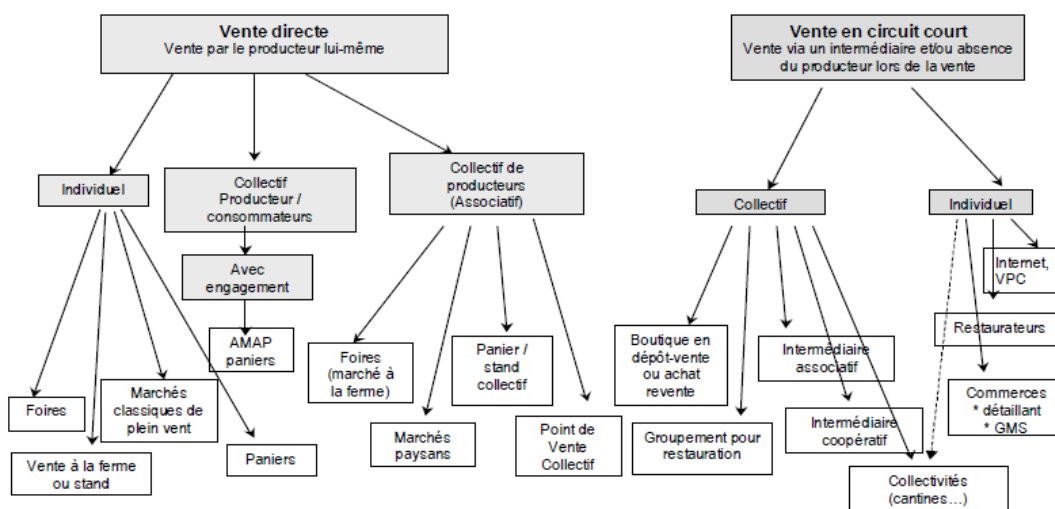 Vente directe
Vente par le producteur lui-même
Vente en circuit court
Vente via un intermédiaire et/ou absence
du producteur lors de la vente
Individuel
Collectif
Producteur /
consommateurs
Collectif de
producteurs
(Associatif)
Collectif
Individuel
Avec
engagement
Internet,
VPC
AMAP
paniers
Restaurateurs
Foires
(marché à
la ferme)
Panier /
stand
collectif
Boutique en
dépôt-vente
ou achat
revente
Intermédiaire
associatif
Foires
Marchés
classiques de
plein vent
Commerces
* détaillant
* GMS
Vente à la ferme
ou stand
Paniers
Marchés
paysans
Point de
Vente
Collectif
Groupement pour
restauration
Intermédiaire
coopératif
Collectivités
(cantines…)